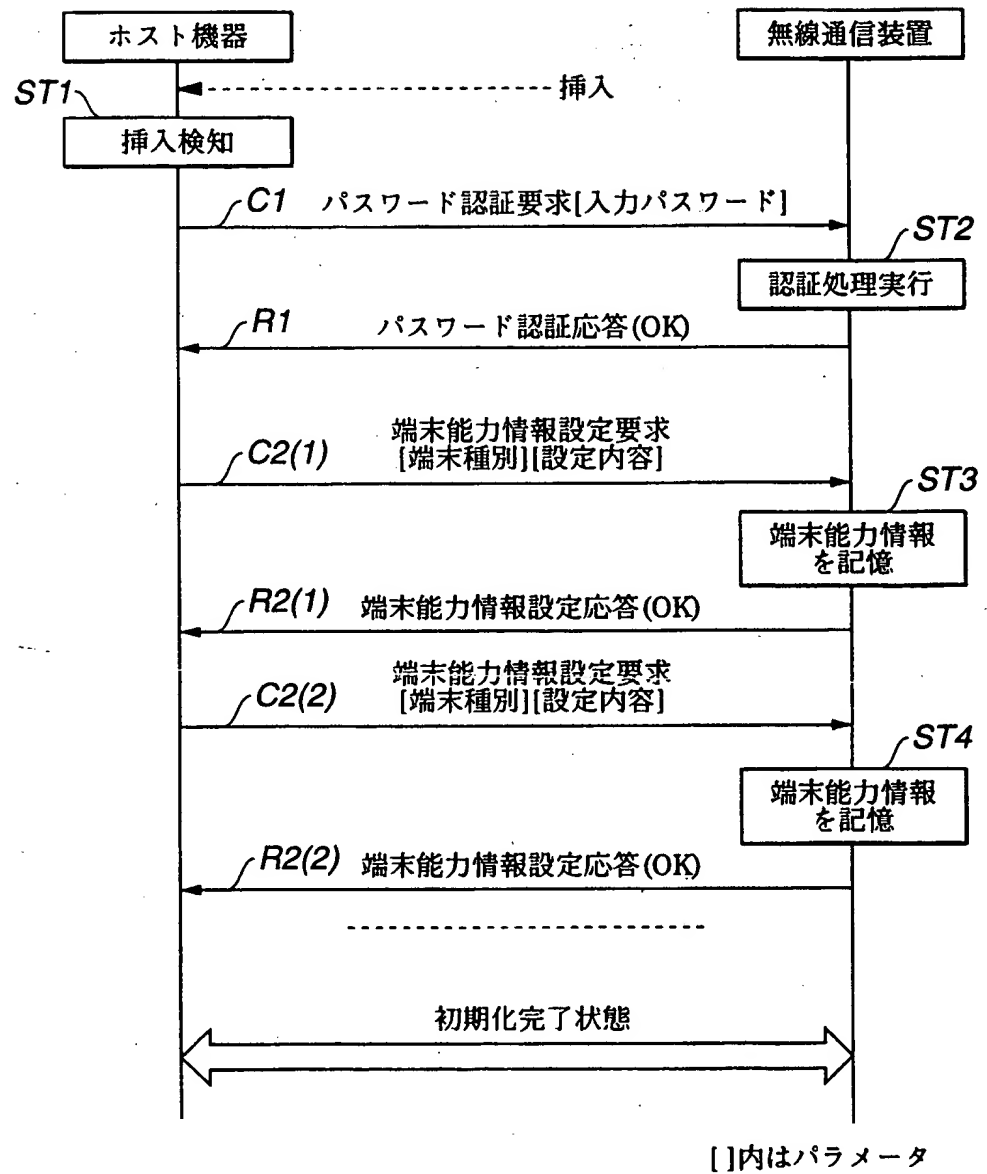 ホスト機器
無線通信装置
挿入
ST1
挿入検知
C1 パスワード認証要求[入力パスワード]
ST2
認証処理実行
R1 パスワード認証応答(OK)
端末能力情報設定要求
C2(1) [端末種別][設定内容]
ST3
端末能力情報
を記憶
R2(1) 端末能力情報設定応答(OK)
端末能力情報設定要求
C2(2) [端末種別][設定内容]
ST4
端末能力情報
を記憶
R2(2) 端末能力情報設定応答(OK)
初期化完了状態
[ ]内はパラメータ